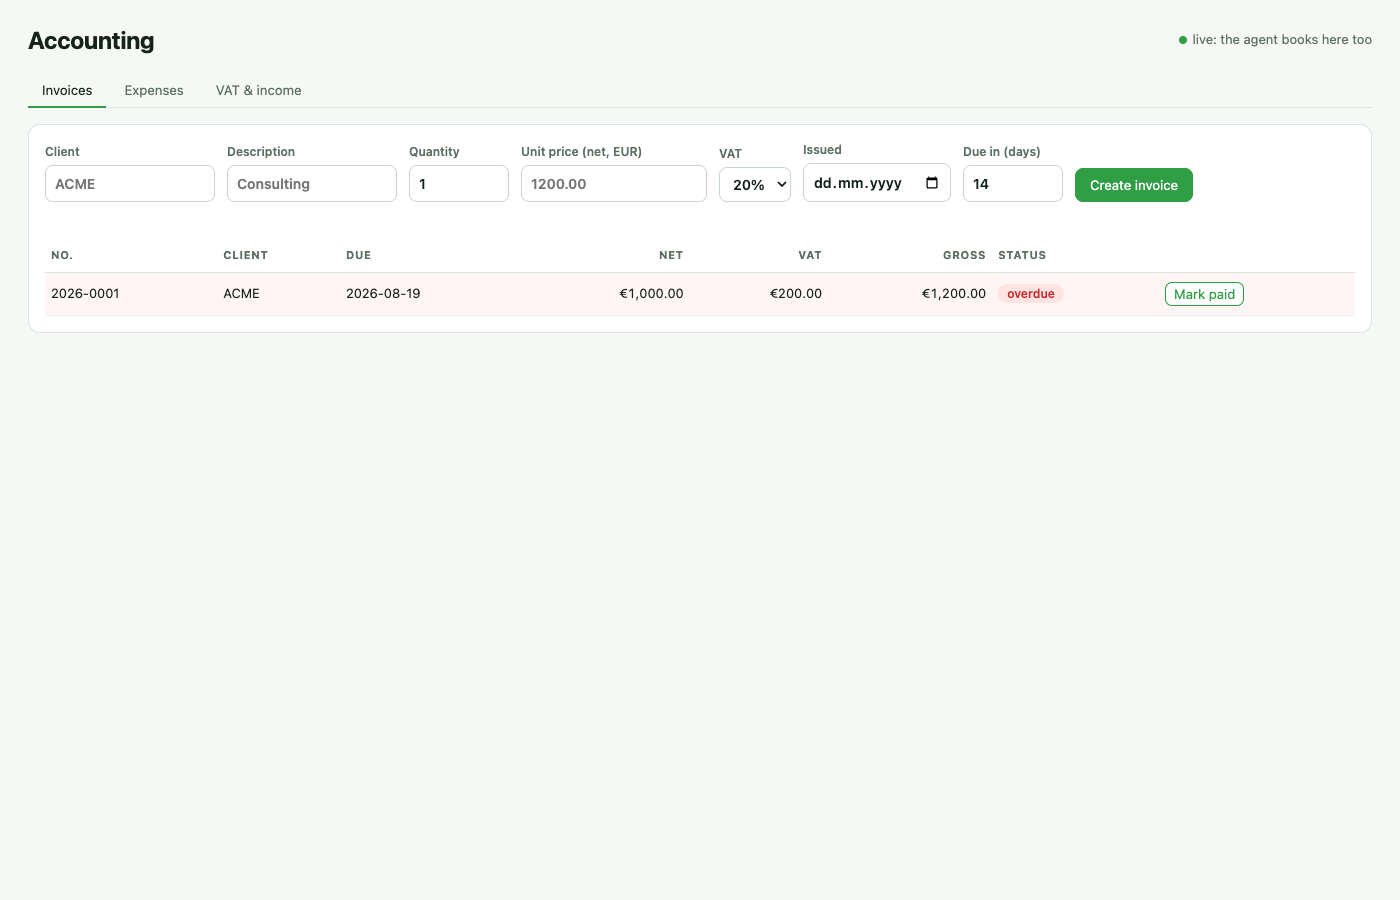 Accounting
live: the agent books here too
Invoices Expenses VAT & income
Client Description Quantity Unit price (net, EUR) VAT Issued Due in (days)
ACME Consulting 1 1200.00 20% dd.mm.yyyy 14 Create invoice
NO. CLIENT DUE NET VAT GROSS STATUS
2026-0001 ACME 2026-08-19 €1,000.00 €200.00 €1,200.00 overdue Mark paid